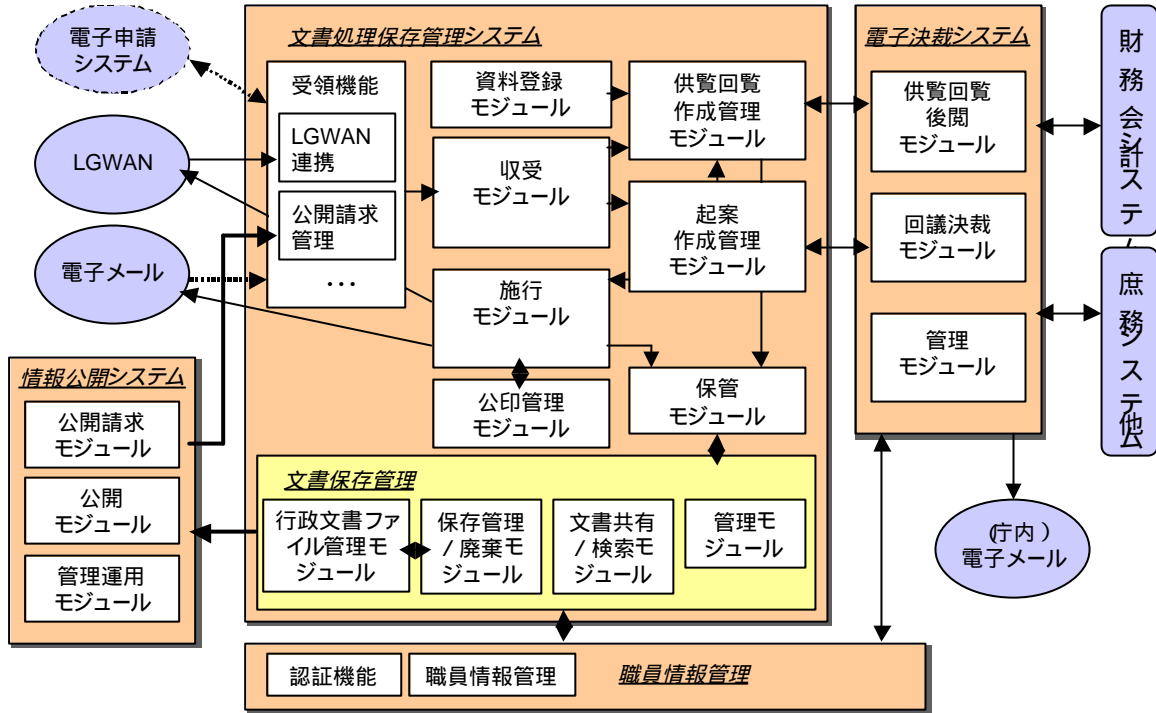 電子申請
システム
LGWAN
電子メール
文書処理保存管理システム
受領機能
LGWAN
連携
公開請求
管理
…
資料登録
モジュール
収受
モジュール
施行
モジュール
公印管理
モジュール
供覧回覧
作成管理
モジュール
起案
作成管理
モジュール
保管
モジュール
文書保存管理
行政文書ファ
イル管理モ
ジュール
保存管理
/ 廃棄モ
ジュール
文書共有
/ 検索モ
ジュール
管理モ
ジュール
情報公開システム
公開請求
モジュール
公開
モジュール
管理運用
モジュール
電子決裁システム
供覧回覧
後閲
モジュール
回議決裁
モジュール
管理
モジュール
財務会計システム
庶務システム他
(庁内)
電子メール
認証機能
職員情報管理
職員情報管理